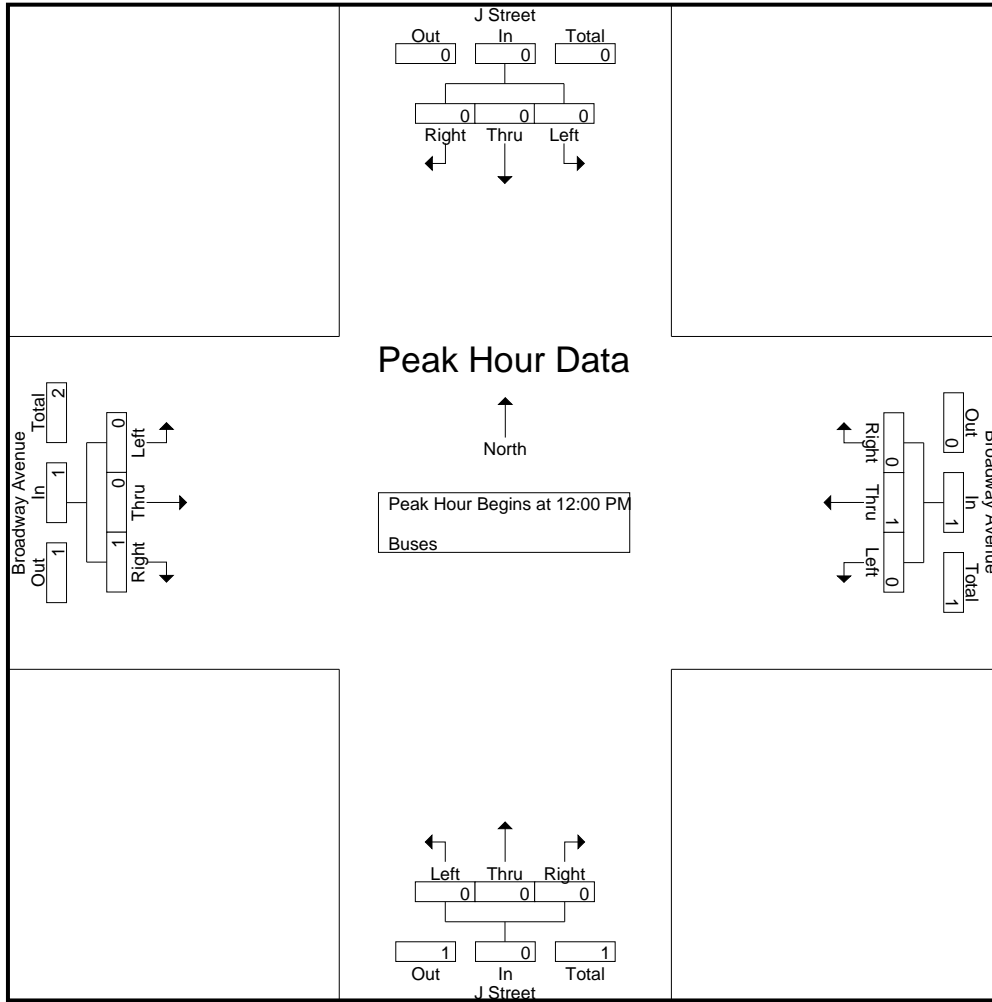 J Street
Out In Total
0 0 0
0 0 0
Right Thru Left
Peak Hour Data
North
Peak Hour Begins at 12:00 PM
Buses
Broadway Avenue
Total In Out
2 1 1
0 0 1
Left Thru Right
Broadway Avenue
Out In Total
0 1 1
0 1 0
Right Thru Left
Left Thru Right
0 0 0
1 0 1
Out In Total
J Street